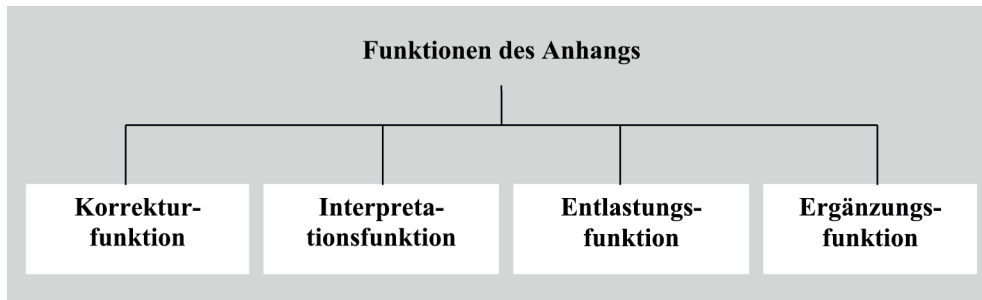 Funktionen des Anhangs
Korrektur-
funktion
Interpreta-
tionsfunktion
Entlastungs-
funktion
Ergänzungs-
funktion